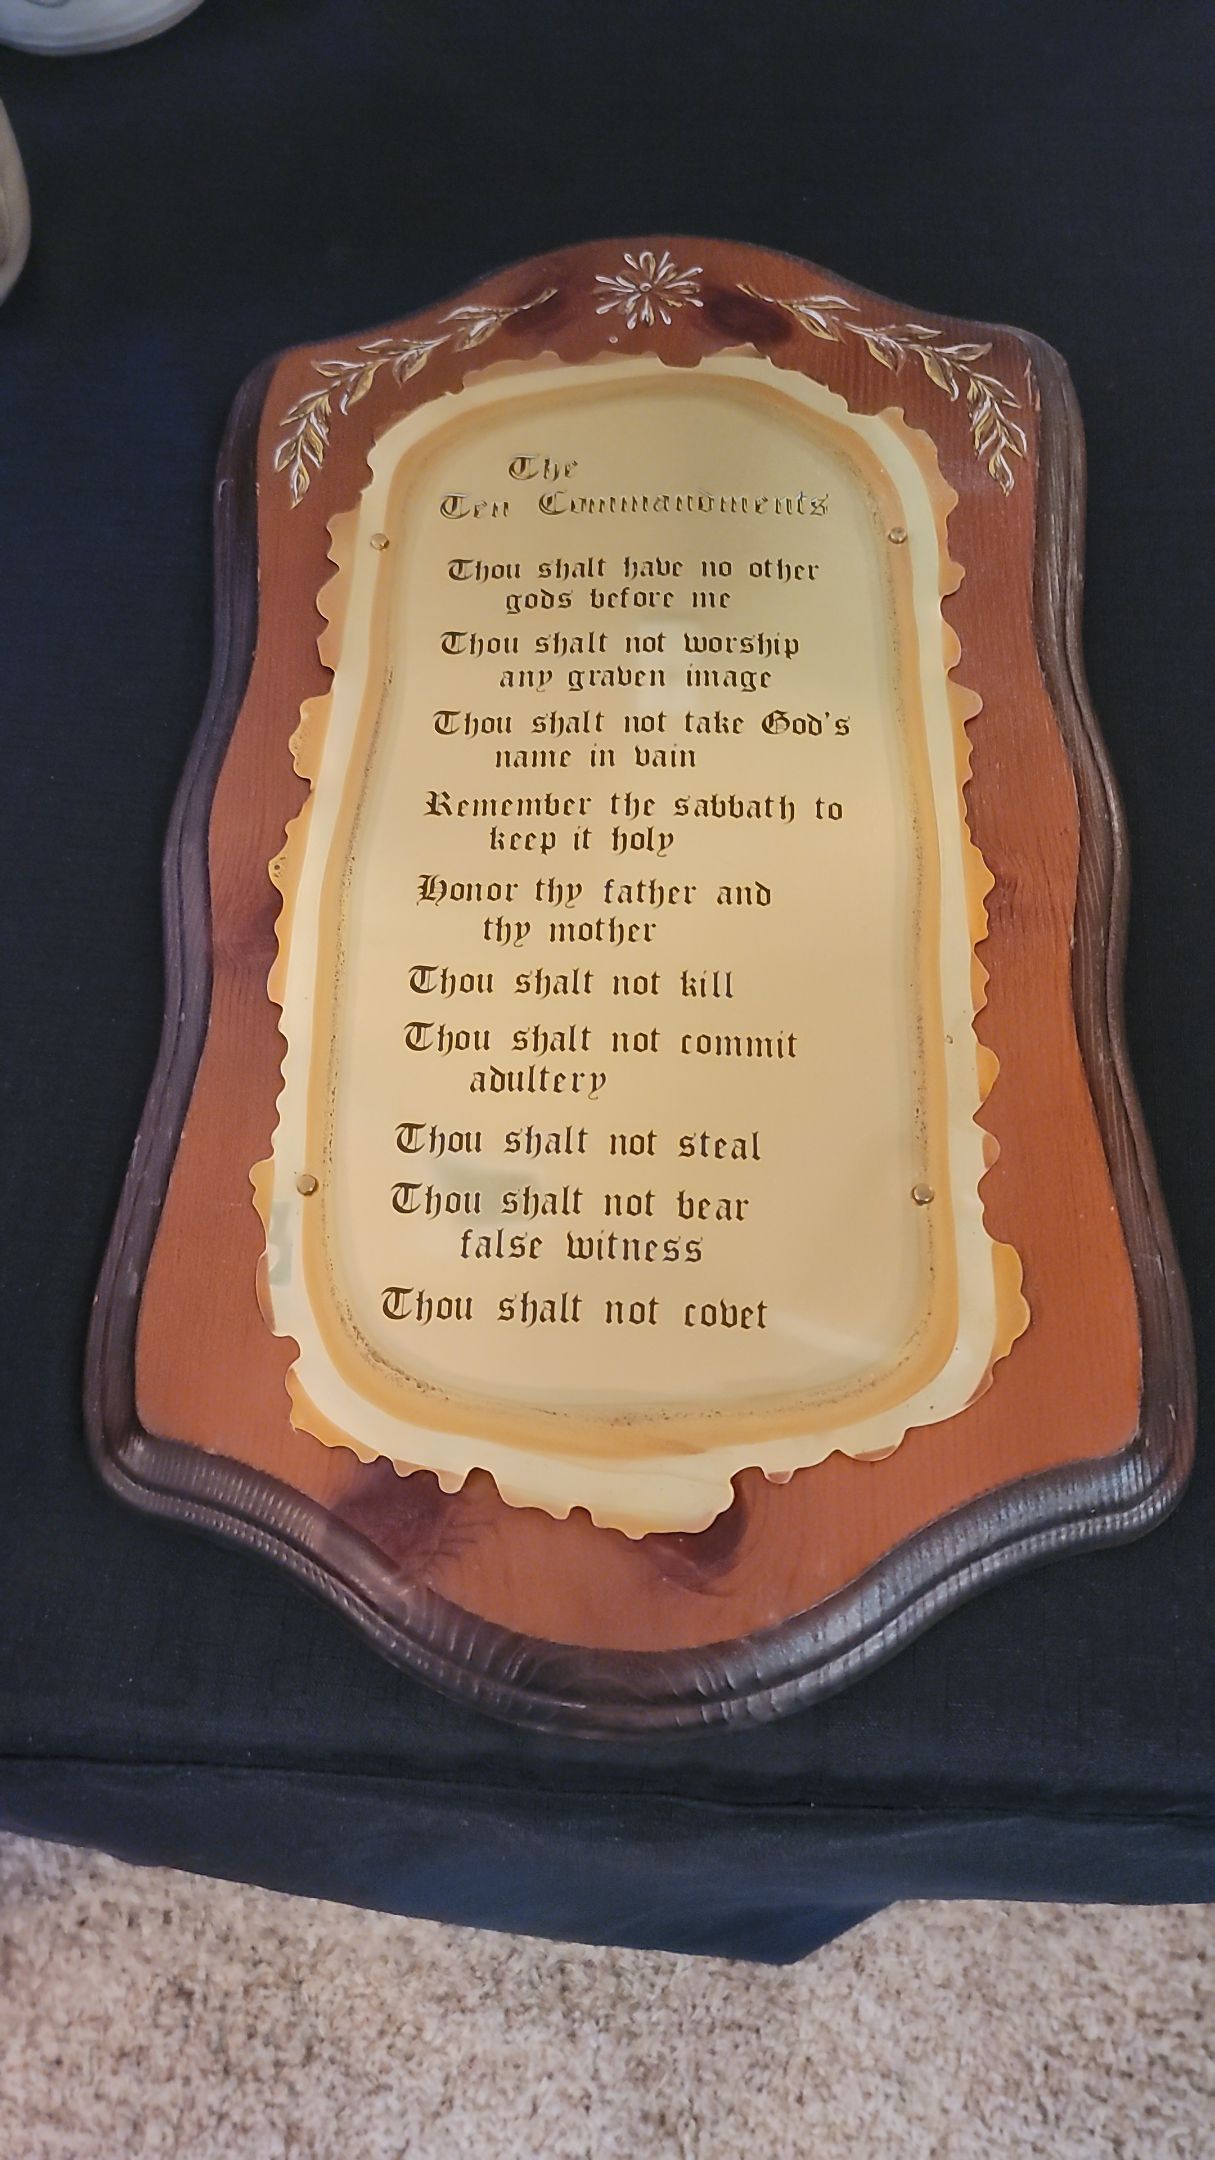 The
Ten Commandments
Thou shalt have no other
gods before me
Thou shalt not worship
any graven image
Thou shalt not take God's
name in vain
Remember the sabbath to
keep it holy
Honor thy father and
thy mother
Thou shalt not kill
Thou shalt not commit
adultery
Thou shalt not steal
Thou shalt not bear
false witness
Thou shalt not covet